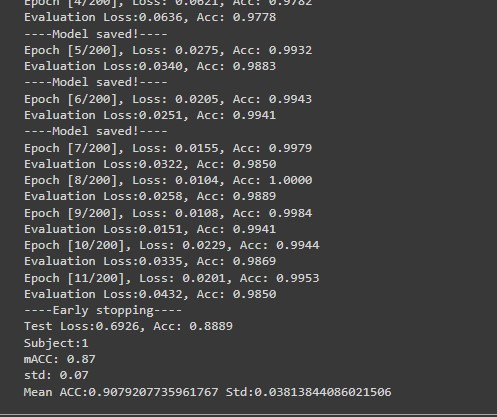 Epoch [4/200], Loss: 0.0621, Acc: 0.9782
Evaluation Loss:0.0636, Acc: 0.9778
----Model saved!----
Epoch [5/200], Loss: 0.0275, Acc: 0.9932
Evaluation Loss:0.0340, Acc: 0.9883
----Model saved!----
Epoch [6/200], Loss: 0.0205, Acc: 0.9943
Evaluation Loss:0.0251, Acc: 0.9941
----Model saved!----
Epoch [7/200], Loss: 0.0155, Acc: 0.9979
Evaluation Loss:0.0322, Acc: 0.9850
Epoch [8/200], Loss: 0.0104, Acc: 1.0000
Evaluation Loss:0.0258, Acc: 0.9889
Epoch [9/200], Loss: 0.0108, Acc: 0.9984
Evaluation Loss:0.0151, Acc: 0.9941
Epoch [10/200], Loss: 0.0229, Acc: 0.9944
Evaluation Loss:0.0335, Acc: 0.9869
Epoch [11/200], Loss: 0.0201, Acc: 0.9953
Evaluation Loss:0.0432, Acc: 0.9850
----Early stopping----
Test Loss:0.6926, Acc: 0.8889
Subject:1
mACC: 0.87
std: 0.07
Mean ACC:0.9079207735961767 Std:0.03813844086021506